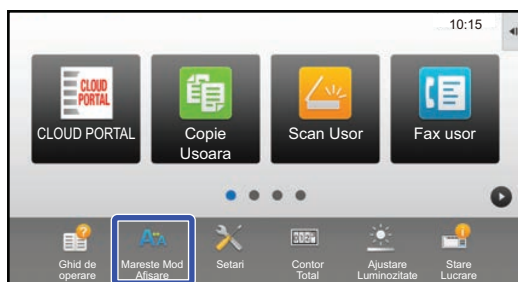 10:15
CLOUD
PORTAL
CLOUD PORTAL
Copie
Usoara
Scan Usor
Fax usor
Ghid de
operare
Mareste Mod
Afisare
Setari
Contor
Total
Ajustare
Luminozitate
Stare
Lucrare